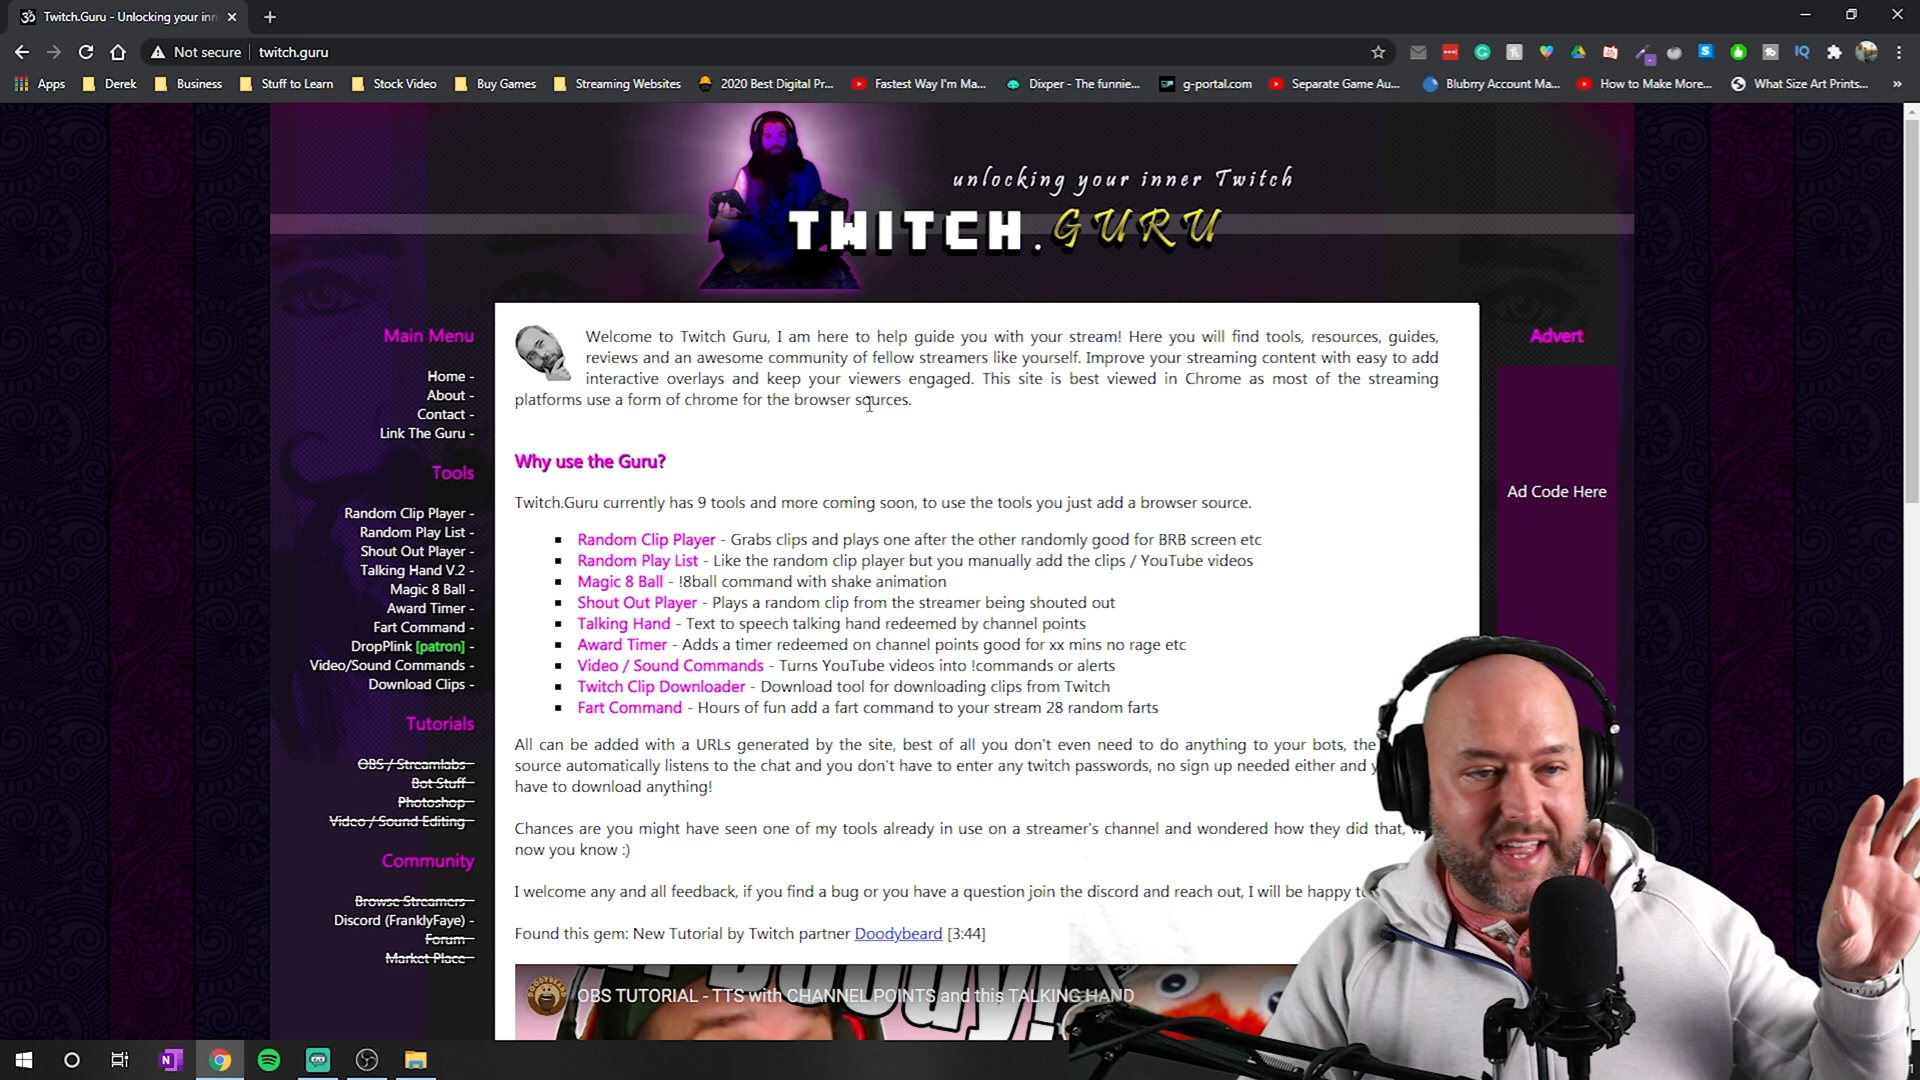 Twitch.Guru - Unlocking your inn
Not secure
twitch.guru
Apps
Derek
Business
Stuff to Learn
Stock Video
Buy Games
Streaming Websites
2020 Best Digital Pr...
Fastest Way I'm Ma...
Dixper - The funnie...
g-portal.com
Separate Game Au...
Blubrry Account Ma...
How to Make More...
What Size Art Prints...
unlocking your inner Twitch
TWITCH.GURU
Main Menu
Home -
About -
Contact -
Link The Guru -
Tools
Random Clip Player -
Random Play List -
Shout Out Player -
Talking Hand V.2 -
Magic 8 Ball -
Award Timer -
Fart Command -
DropPlink [patron] -
Video/Sound Commands -
Download Clips -
Tutorials
OBS / Streamlabs -
Bot Stuff -
Photoshop -
Video / Sound Editing -
Community
Browse Streamers -
Discord (FranklyFaye) -
Forum -
Market Place -
Welcome to Twitch Guru, I am here to help guide you with your stream! Here you will find tools, resources, guides,
reviews and an awesome community of fellow streamers like yourself. Improve your streaming content with easy to add
interactive overlays and keep your viewers engaged. This site is best viewed in Chrome as most of the streaming
platforms use a form of chrome for the browser sources.
Why use the Guru?
Twitch.Guru currently has 9 tools and more coming soon, to use the tools you just add a browser source.
Random Clip Player - Grabs clips and plays one after the other randomly good for BRB screen etc
Random Play List - Like the random clip player but you manually add the clips / YouTube videos
Magic 8 Ball - !8ball command with shake animation
Shout Out Player - Plays a random clip from the streamer being shouted out
Talking Hand - Text to speech talking hand redeemed by channel points
Award Timer - Adds a timer redeemed on channel points good for xx mins no rage etc
Video / Sound Commands - Turns YouTube videos into !commands or alerts
Twitch Clip Downloader - Download tool for downloading clips from Twitch
Fart Command - Hours of fun add a fart command to your stream 28 random farts
All can be added with a URLs generated by the site, best of all you don't even need to do anything to your bots, the
source automatically listens to the chat and you don't have to enter any twitch passwords, no sign up needed either and
have to download anything!
Chances are you might have seen one of my tools already in use on a streamer's channel and wondered how they did that,
now you know :)
I welcome any and all feedback, if you find a bug or you have a question join the discord and reach out, I will be happy
Found this gem: New Tutorial by Twitch partner Doodybeard [3:44]
OBS TUTORIAL - TTS with CHANNEL POINTS and this TALKING HAND
Advert
Ad Code Here